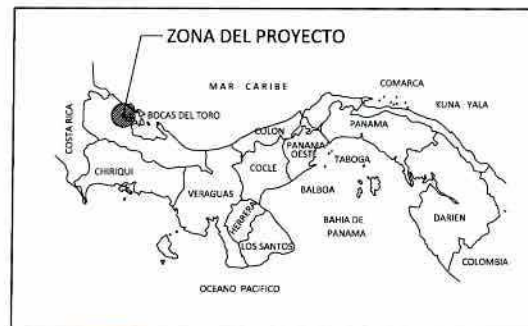 ZONA DEL PROYECTO
MAR CARIBE
COMARCA
KUNA YALA
COSTA RICA
BOCAS DEL TORO
COLON
PANAMA
PANAMA
OESTE
TABOGA
CHIRIQUI
COCLE
VERAGUAS
BALBOA
HERRERA
BAHIA DE
PANAMA
DARIEN
LOS SANTOS
COLOMBIA
OCEANO PACIFICO